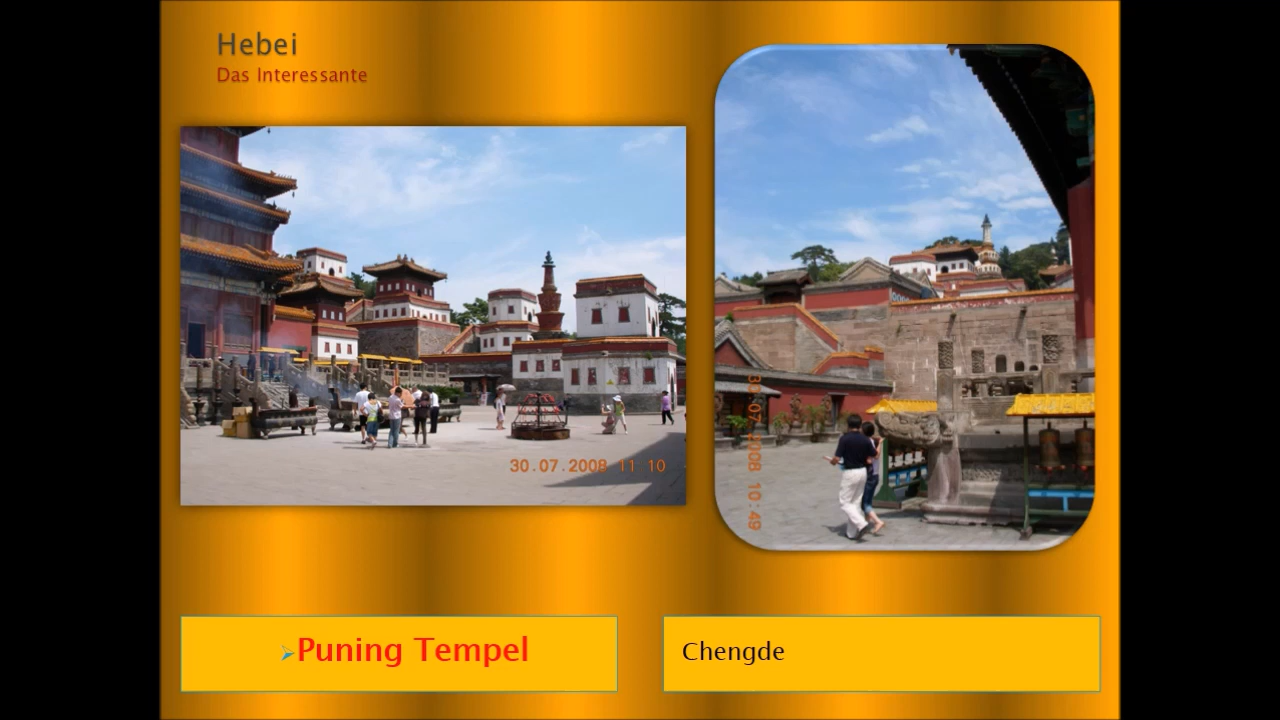 Hebei
Das Interessante
30.07.2008 11 10
30.07.2008 10:49
Puning Tempel
Chengde